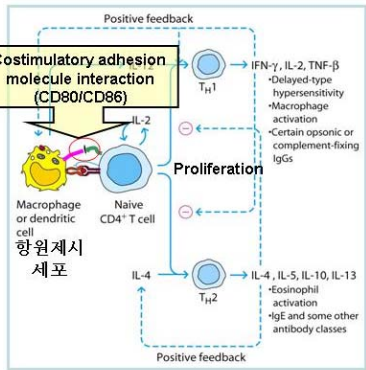 Positive feedback
Costimulatory adhesion
molecule interaction
(CD80/CD86)
IL-2
TH1
IFN-γ, IL-2, TNF-β
•Delayed-type
hypersensitivity
•Macrophage
activation
•Certain opsonic or
complement-fixing
IgGs
Proliferation
Macrophage
or dendritic
cell
항원제시
세포
Naive
CD4+ T cell
IL-4
TH2
IL-4, IL-5, IL-10, IL-13
•Eosinophil
activation
•IgE and some other
antibody classes
Positive feedback